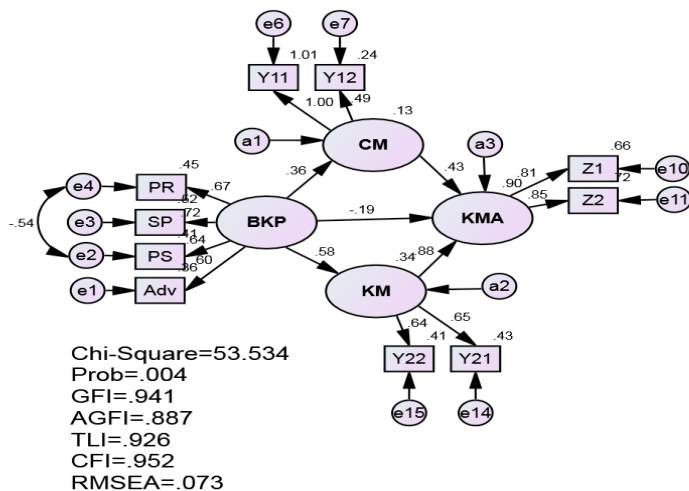 e6 e7
1.01 .24
Y11 Y12
1.00 .49
.13
a1 CM a3
.66
Z1 e10
.72
Z2 e11
.81
.90
.85
.43
.36
.45
e4 PR .67
.62
-.54 e3 SP .72 BKP -.19 KMA
.41
e2 PS .64
.60
.36
e1 Adv
.58
.34 .88
KM a2
.64 .65
.41 .43
Y22 Y21
e15 e14
Chi-Square=53.534
Prob=.004
GFI=.941
AGFI=.887
TLI=.926
CFI=.952
RMSEA=.073